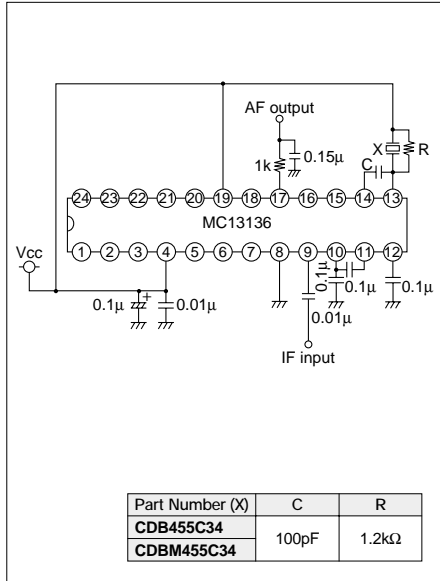 AF output
X
R
C
0.15μ
1k
24 23 22 21 20 19 18 17 16 15 14 13
MC13136
1 2 3 4 5 6 7 8 9 10 11 12
Vcc
0.1μ
+
0.01μ
0.01μ
0.1μ
0.1μ
0.1μ
IF input
Part Number (X) C R
CDB455C34
100pF 1.2kΩ
CDBM455C34